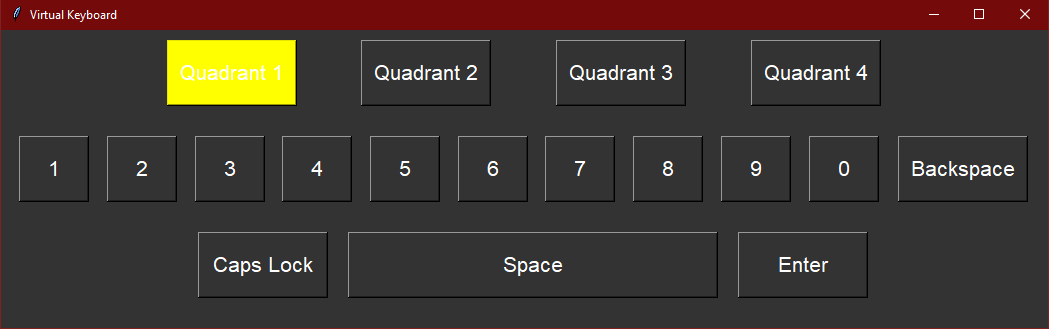 Virtual Keyboard
Quadrant 1 Quadrant 2 Quadrant 3 Quadrant 4
1 2 3 4 5 6 7 8 9 0 Backspace
Caps Lock Space Enter